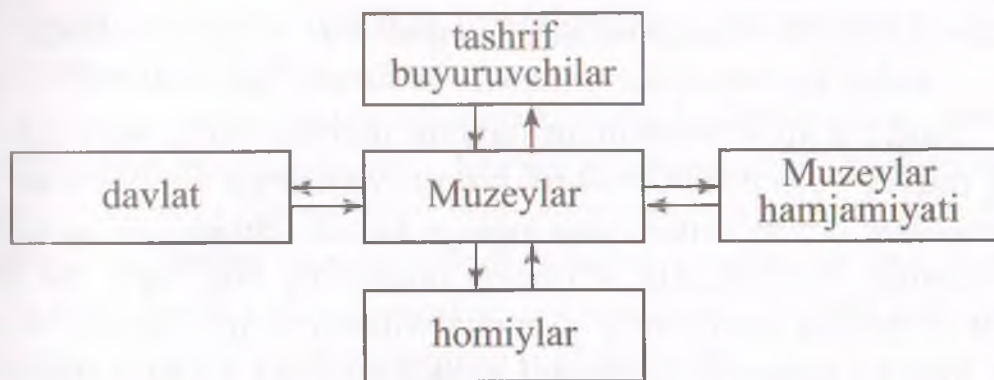 tashrif
buyuruvchilar
davlat
Muzeylar
Muzeylar
hamjamiyati
homiylar